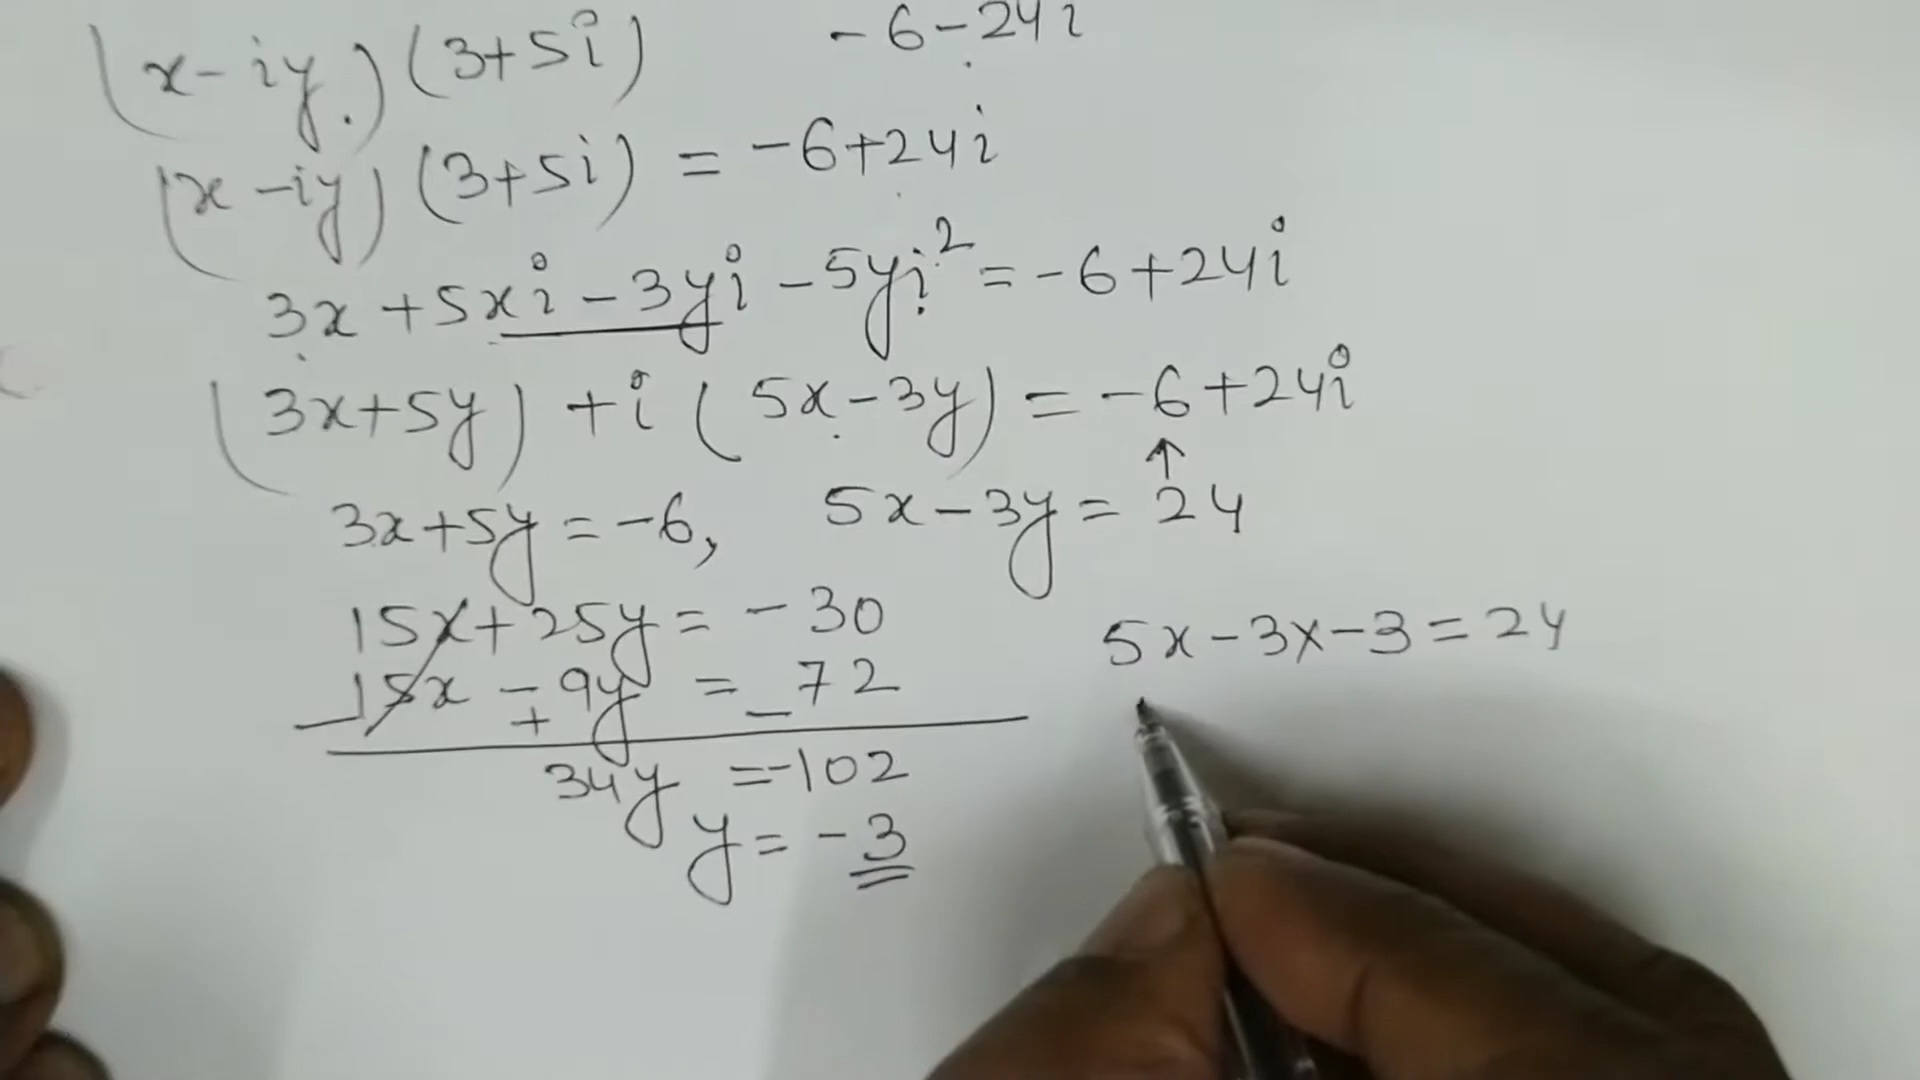 (x-iy)(3+5i) -6-24i
(x-iy)(3+5i) = -6+24i
3x+5xi-3yi-5yi² = -6+24i
(3x+5y)+i(5x-3y) = -6+24i
↑
3x+5y=-6, 5x-3y=24
15x+25y=-30
15x-9y=72
- + -
34y=-102
y=-3
5x-3x-3=24